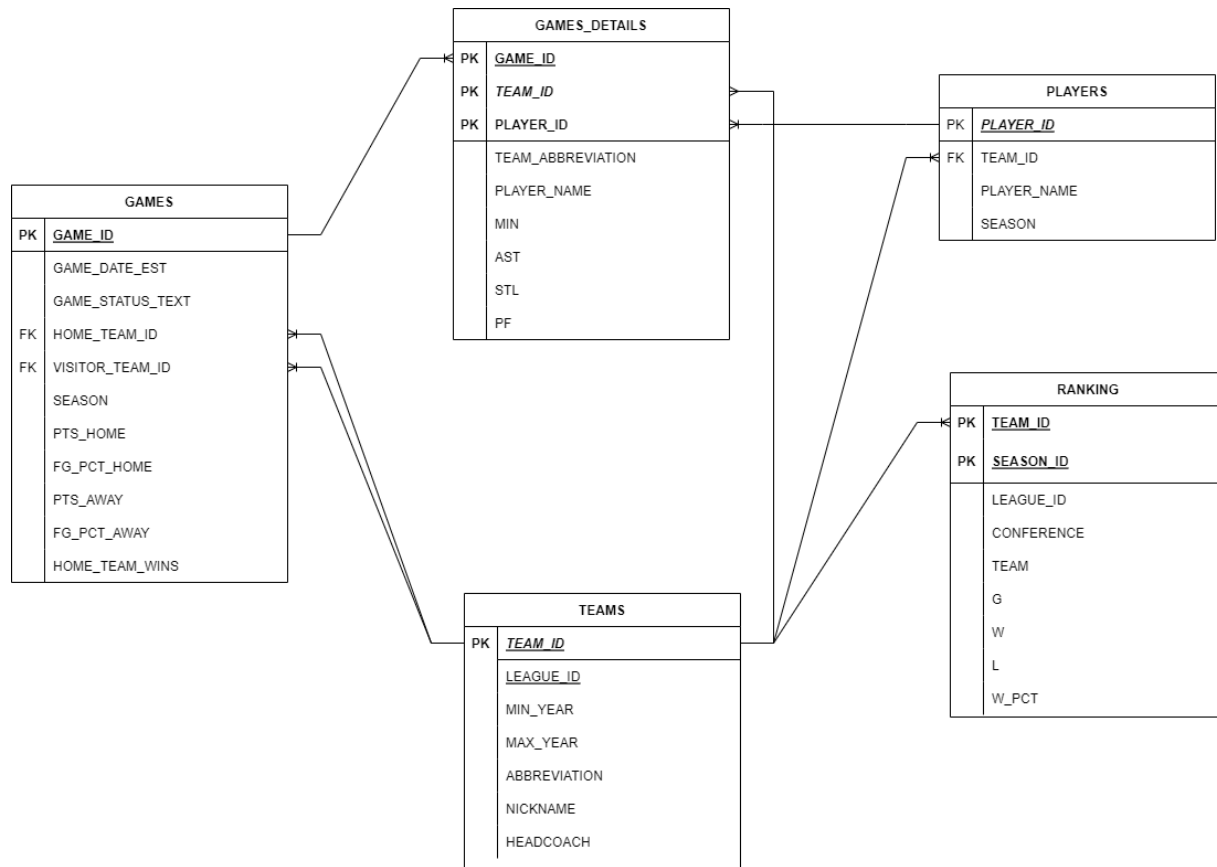 GAMES_DETAILS
PK GAME_ID
PK TEAM_ID
PK PLAYER_ID
TEAM_ABBREVIATION
PLAYER_NAME
MIN
AST
STL
PF
PLAYERS
PK PLAYER_ID
FK TEAM_ID
PLAYER_NAME
SEASON
GAMES
PK GAME_ID
GAME_DATE_EST
GAME_STATUS_TEXT
FK HOME_TEAM_ID
FK VISITOR_TEAM_ID
SEASON
PTS_HOME
FG_PCT_HOME
PTS_AWAY
FG_PCT_AWAY
HOME_TEAM_WINS
RANKING
PK TEAM_ID
PK SEASON_ID
LEAGUE_ID
CONFERENCE
TEAM
G
W
L
W_PCT
TEAMS
PK TEAM_ID
LEAGUE_ID
MIN_YEAR
MAX_YEAR
ABBREVIATION
NICKNAME
HEADCOACH